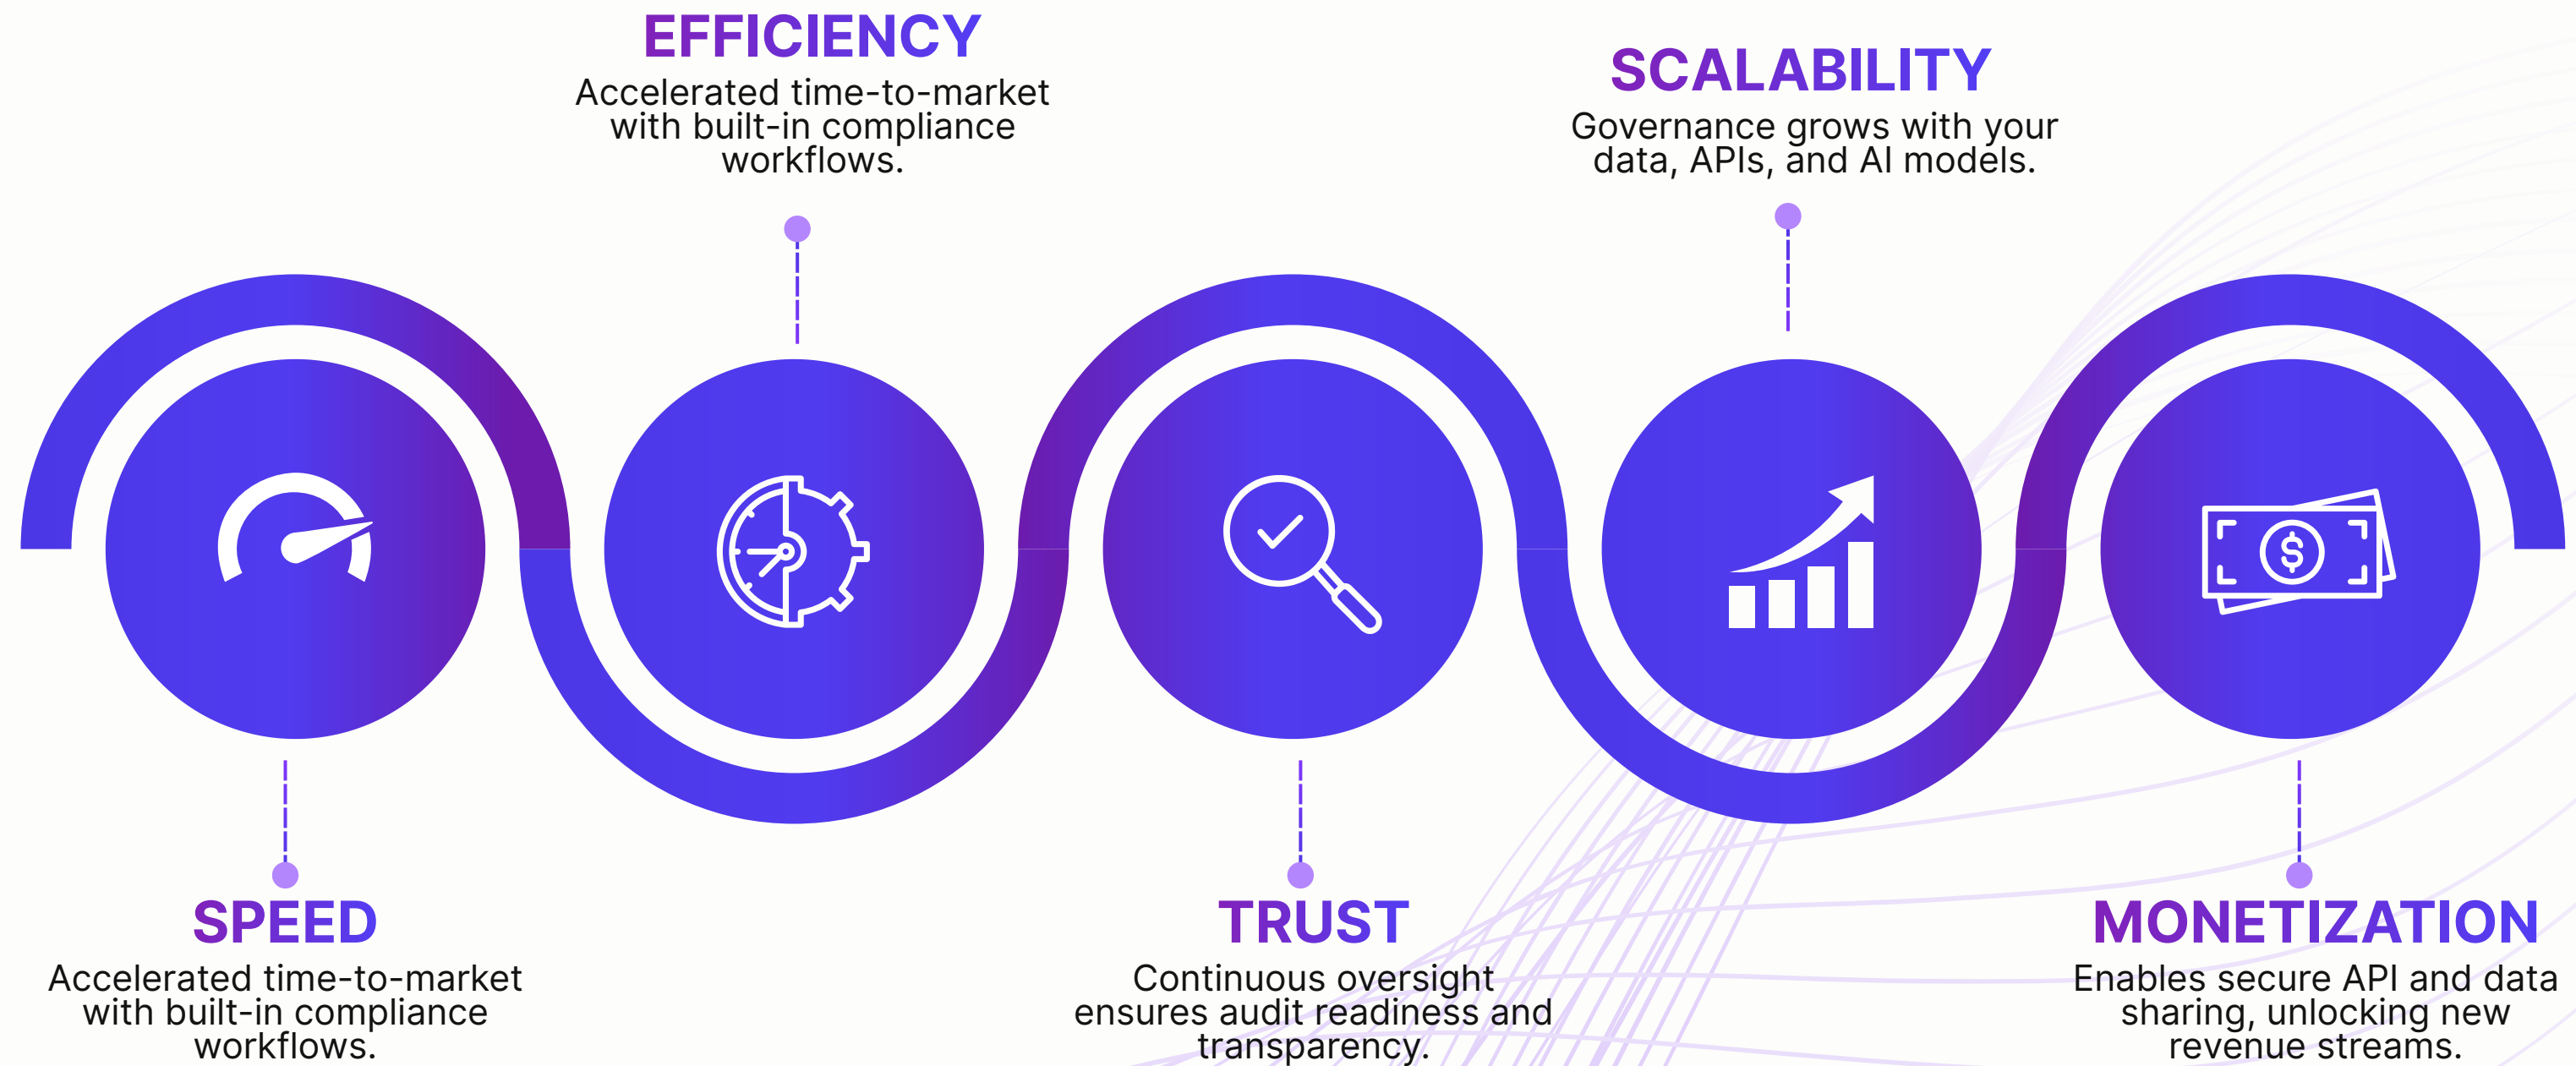 EFFICIENCY
Accelerated time-to-market
with built-in compliance
workflows.
SCALABILITY
Governance grows with your
data, APIs, and AI models.
$
SPEED
Accelerated time-to-market
with built-in compliance
workflows.
TRUST
Continuous oversight
ensures audit readiness and
transparency.
MONETIZATION
Enables secure API and data
sharing, unlocking new
revenue streams.